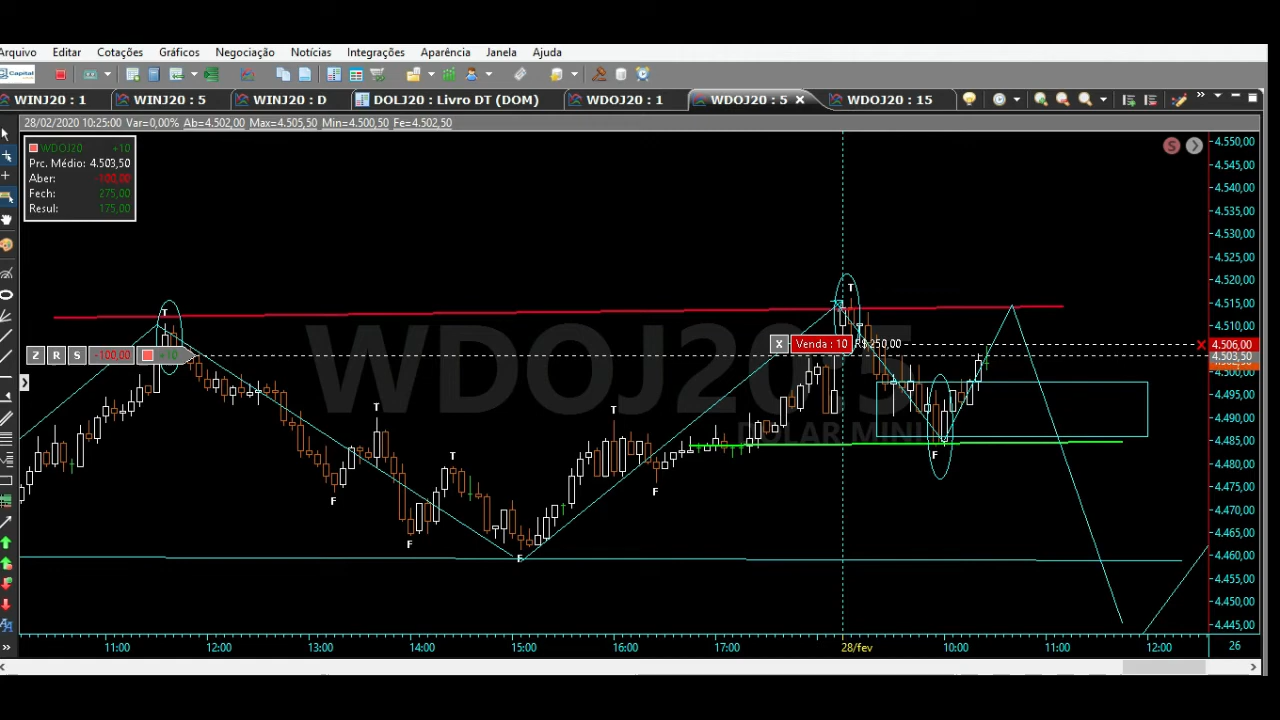 Arquivo Editar Cotações Gráficos Negociação Notícias Integrações Aparência Janela Ajuda
Capital
WINJ20 : 1 WINJ20 : 5 WINJ20 : D DOLJ20 : Livro DT (DOM) WDOJ20 : 1 WDOJ20 : 5 WDOJ20 : 15
28/02/2020 10:25:00 Var=0,00% Ab=4.502,00 Max=4.505,50 Min=4.500,50 Fe=4.502,50
WDOJ20 +10
Prc. Médio: 4.503,50
Aber: -100,00
Fech: 275,00
Resul: 175,00
S
4.550,00
4.545,00
4.540,00
4.535,00
4.530,00
4.525,00
4.520,00
4.515,00
4.510,00
4.506,00
4.503,50
4.500,00
4.495,00
4.490,00
4.485,00
4.480,00
4.475,00
4.470,00
4.465,00
4.460,00
4.455,00
4.450,00
4.445,00
WDOJ20 5
DOLAR MINI
T
T
X Venda : 10 R$ 250,00
Z R S -100,00 +10
T
T
T
F
F
F
F
F
11:00 12:00 13:00 14:00 15:00 16:00 17:00 28/fev 10:00 11:00 12:00 26